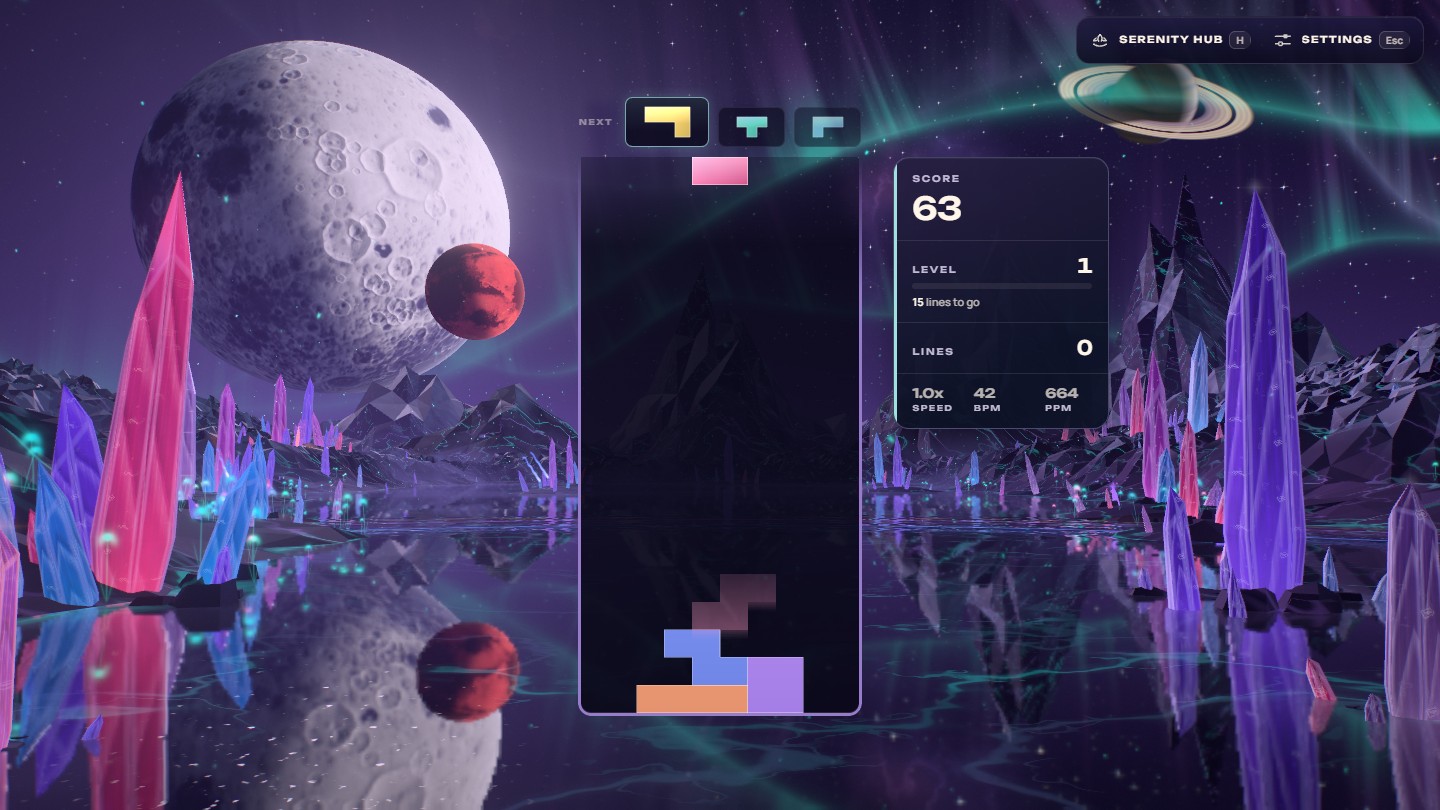 SERENITY HUB H SETTINGS Esc
NEXT
SCORE
63
LEVEL 1
15 lines to go
LINES 0
1.0x 42 664
SPEED BPM PPM